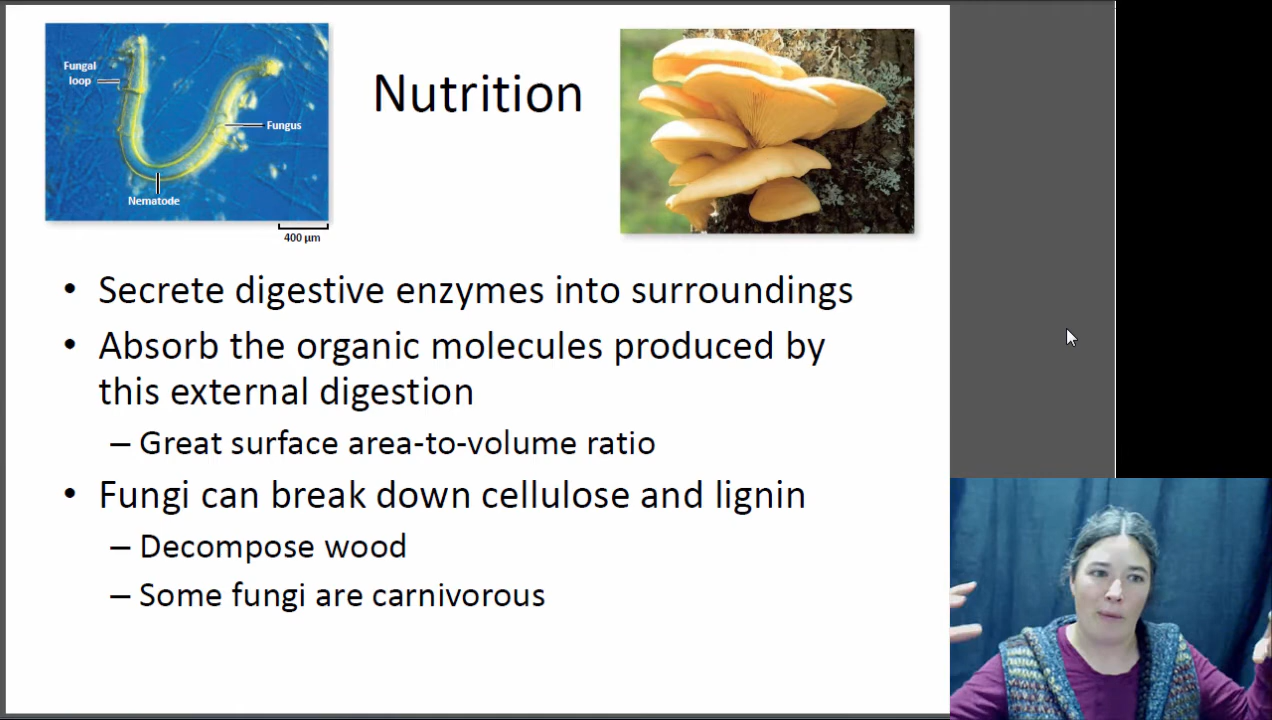 Fungal
loop
Fungus
Nematode
400 µm
Nutrition
• Secrete digestive enzymes into surroundings
• Absorb the organic molecules produced by
this external digestion
– Great surface area-to-volume ratio
• Fungi can break down cellulose and lignin
– Decompose wood
– Some fungi are carnivorous